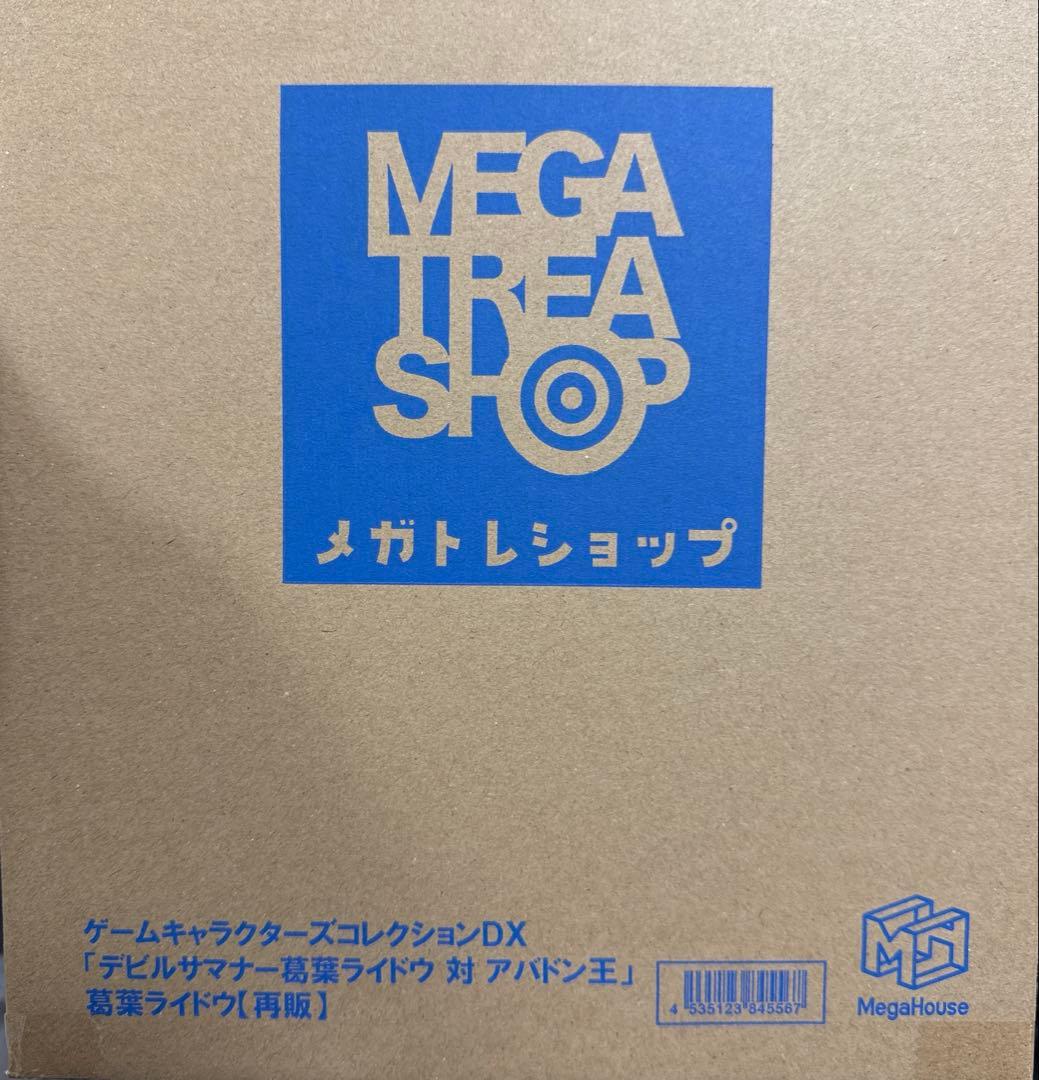 MEGA
TREA
SHOP
メガトレショップ
ゲームキャラクターズコレクションDX
「デビルサマナー葛葉ライドウ 対 アバドン王」
葛葉ライドウ【再販】
4 535123 845567
MegaHouse